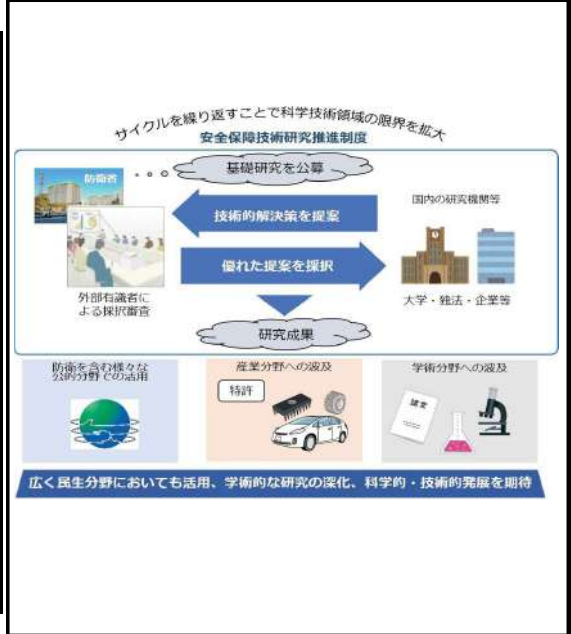 サイクルを繰り返すことで科学技術領域の限界を拡大
安全保障技術研究推進制度
防衛省
基礎研究を公募
国内の研究機関等
技術的解決策を提案
優れた提案を採択
外部有識者に
よる採択審査
大学・独法・企業等
研究成果
防衛を含む様々な
公的分野での活用
産業分野への波及
特許
学術分野への波及
論文
広く民生分野においても活用、学術的な研究の深化、科学的・技術的発展を期待